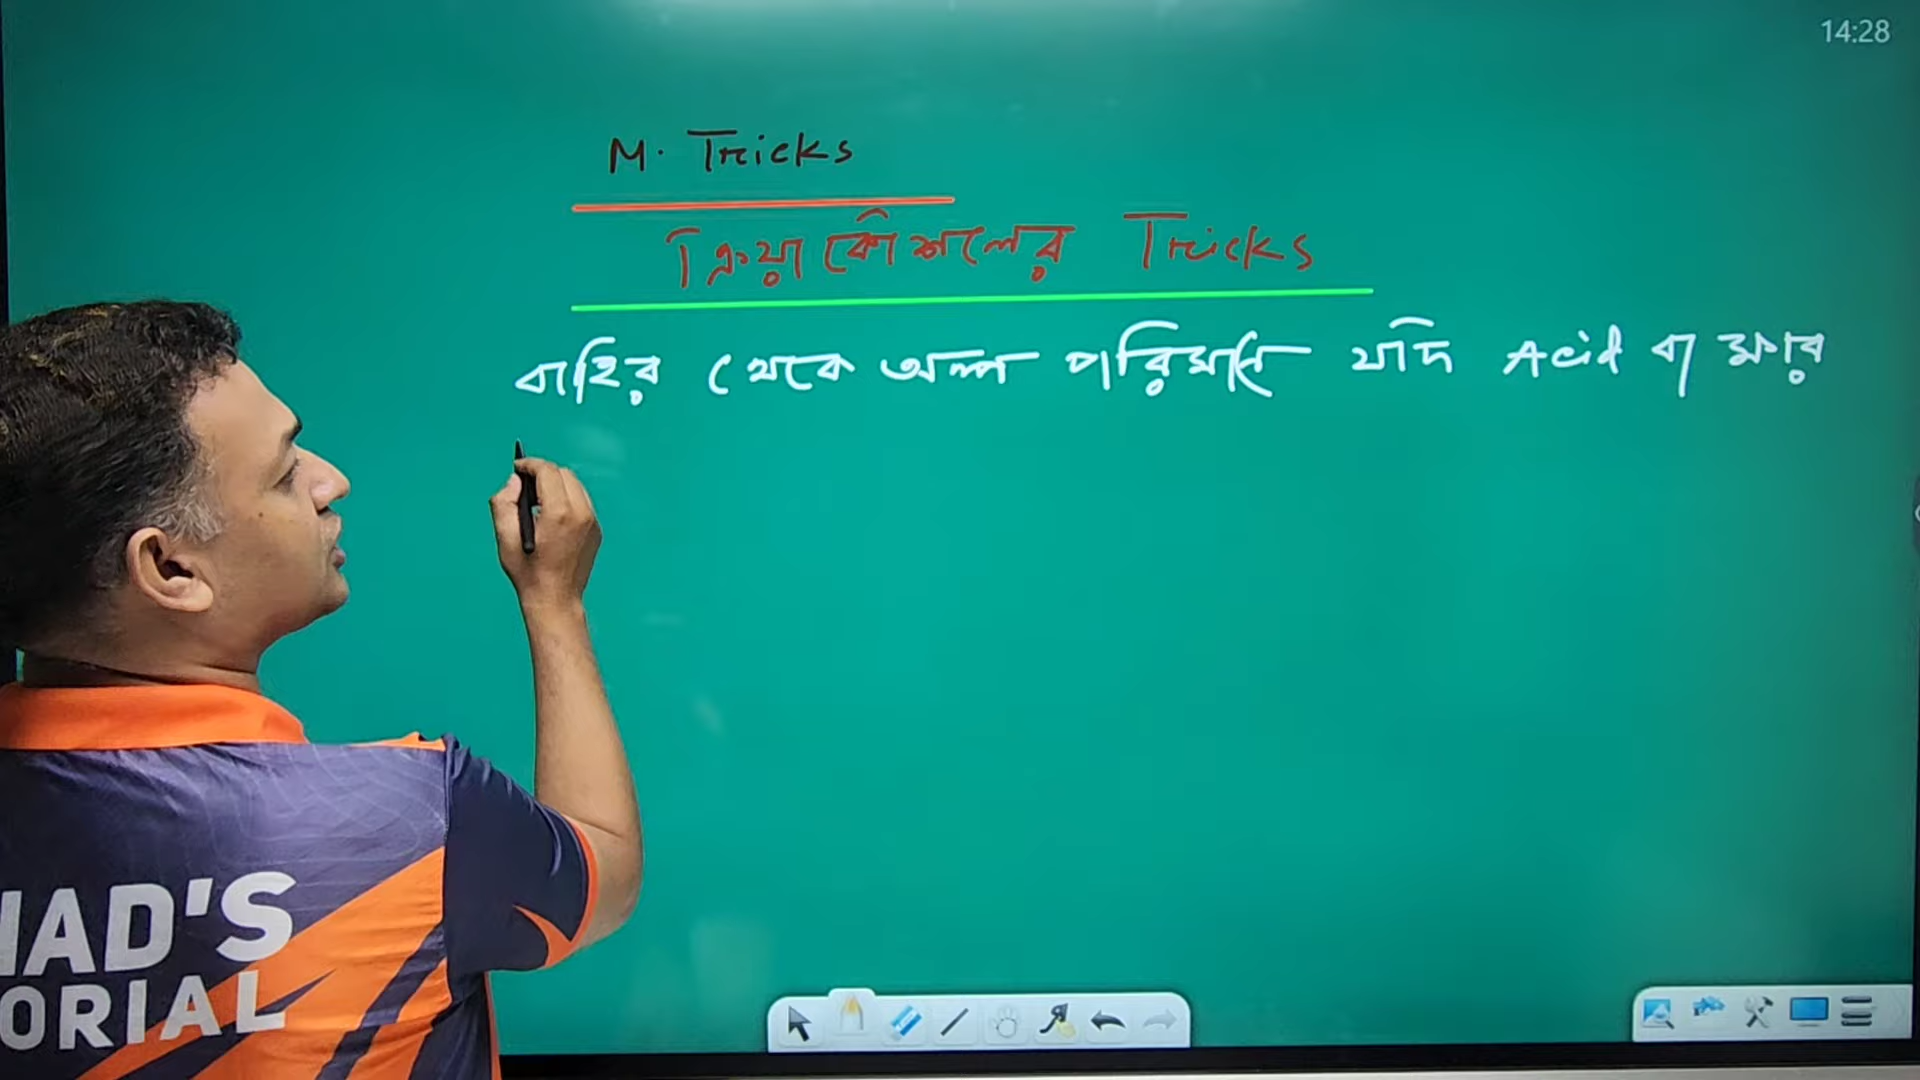 14:28
M. Tricks
ক্রিয়া কৌশলের Tricks
বাহির থেকে অল্প পরিমানে যদি Acid বা ক্ষার
IAD'S
ORIAL